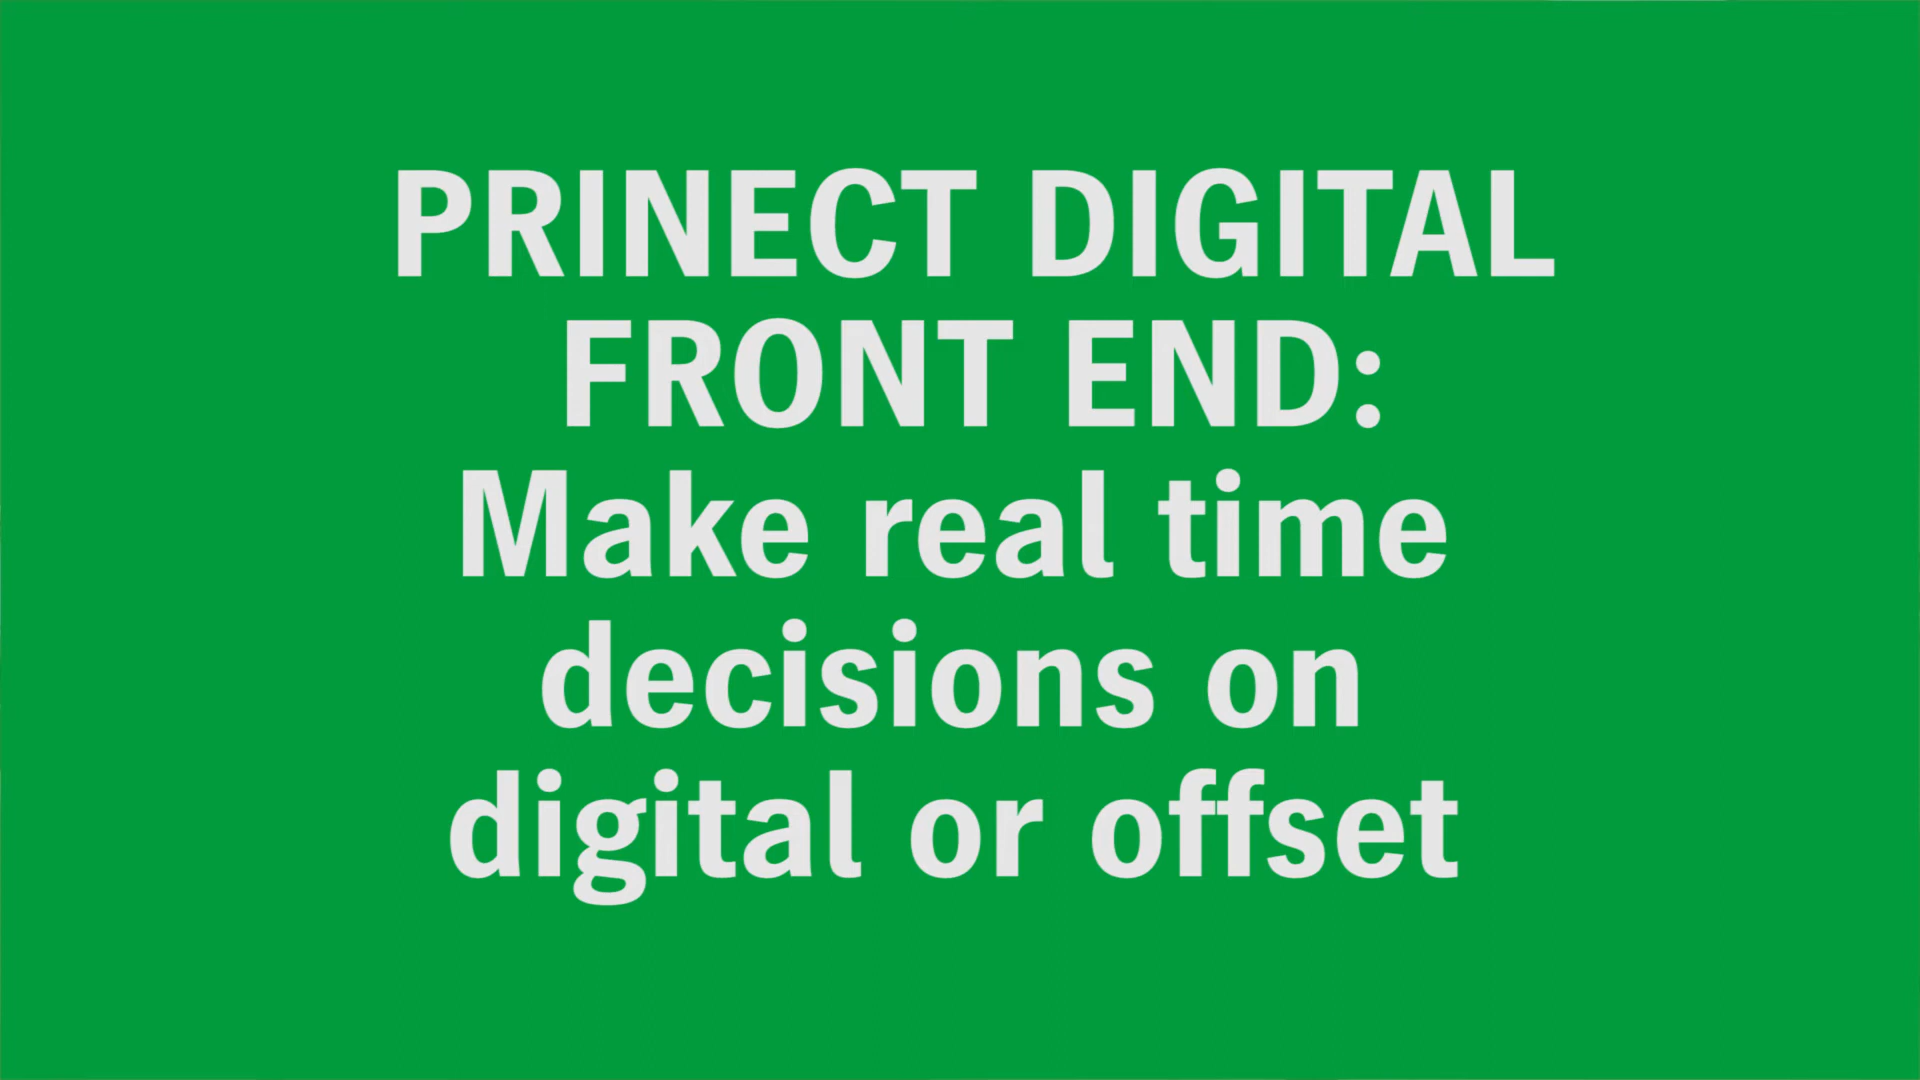 PRINECT DIGITAL
FRONT END:
Make real time
decisions on
digital or offset